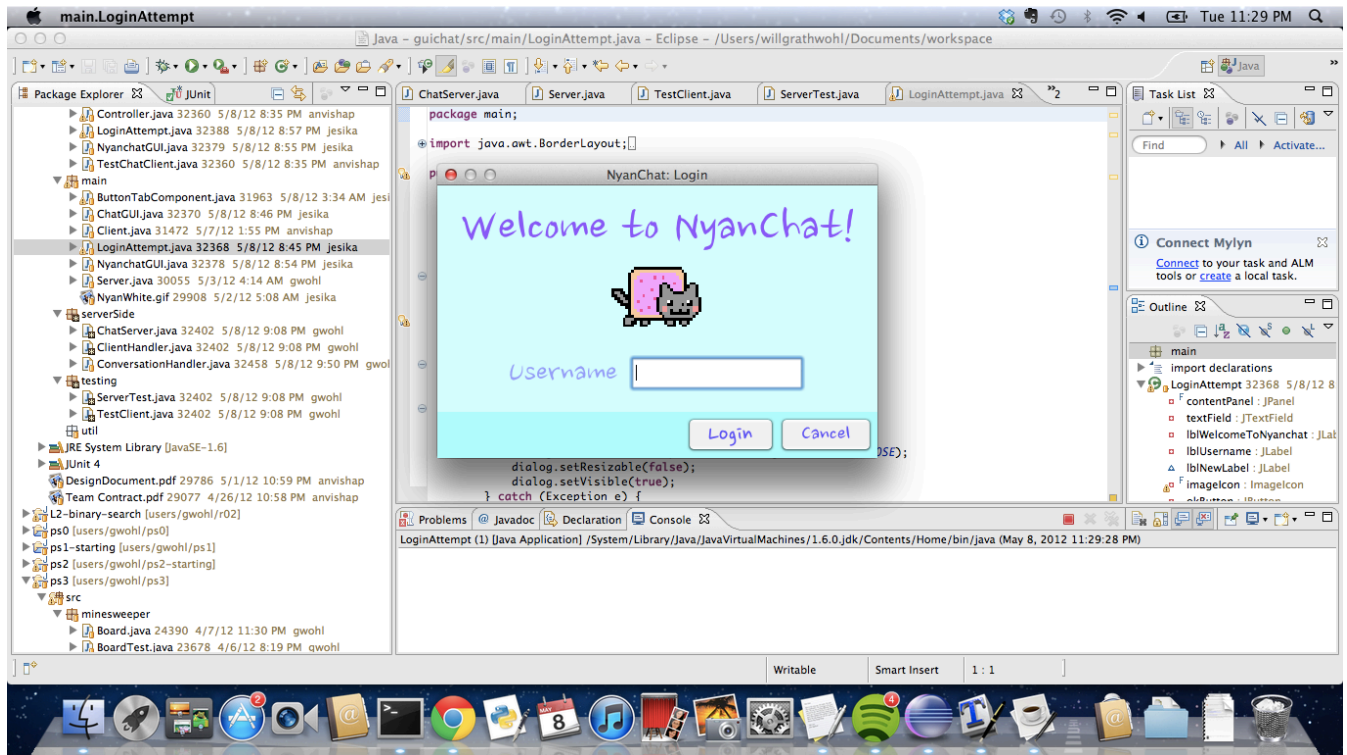 main.LoginAttempt
Tue 11:29 PM
Java – guichat/src/main/LoginAttempt.java – Eclipse – /Users/willgrathwohl/Documents/workspace
Java
»
Package Explorer
JUnit
Controller.java 32360 5/8/12 8:35 PM anvishap
LoginAttempt.java 32388 5/8/12 8:57 PM jesika
NyanchatGUI.java 32379 5/8/12 8:55 PM jesika
TestChatClient.java 32360 5/8/12 8:35 PM anvishap
main
ButtonTabComponent.java 31963 5/8/12 3:34 AM jesi
ChatGUI.java 32370 5/8/12 8:46 PM jesika
Client.java 31472 5/7/12 1:55 PM anvishap
LoginAttempt.java 32368 5/8/12 8:45 PM jesika
NyanchatGUI.java 32378 5/8/12 8:54 PM jesika
Server.java 30055 5/3/12 4:14 AM gwohl
NyanWhite.gif 29908 5/2/12 5:08 AM jesika
serverSide
ChatServer.java 32402 5/8/12 9:08 PM gwohl
ClientHandler.java 32402 5/8/12 9:08 PM gwohl
ConversationHandler.java 32458 5/8/12 9:50 PM gwol
testing
ServerTest.java 32402 5/8/12 9:08 PM gwohl
TestClient.java 32402 5/8/12 9:08 PM gwohl
util
JRE System Library [JavaSE-1.6]
JUnit 4
DesignDocument.pdf 29786 5/1/12 10:59 PM anvishap
Team Contract.pdf 29077 4/26/12 10:58 PM anvishap
L2-binary-search [users/gwohl/r02]
ps0 [users/gwohl/ps0]
ps1-starting [users/gwohl/ps1]
ps2 [users/gwohl/ps2-starting]
ps3 [users/gwohl/ps3]
src
minesweeper
Board.java 24390 4/7/12 11:30 PM gwohl
BoardTest.java 23678 4/6/12 8:19 PM gwohl
ChatServer.java
Server.java
TestClient.java
ServerTest.java
LoginAttempt.java
»2
package main;
import java.awt.BorderLayout;
p
NyanChat: Login
Welcome to NyanChat!
Username
Login
Cancel
OSE);
dialog.setResizable(false);
dialog.setVisible(true);
} catch (Exception e) {
Task List
Find
All
Activate...
Connect Mylyn
Connect to your task and ALM
tools or create a local task.
Outline
main
import declarations
LoginAttempt 32368 5/8/12 8
F contentPanel : JPanel
textField : JTextField
lblWelcomeToNyanchat : JLab
lblUsername : JLabel
lblNewLabel : JLabel
F imageIcon : ImageIcon
okButton : JButton
Problems
@ Javadoc
Declaration
Console
LoginAttempt (1) [Java Application] /System/Library/Java/JavaVirtualMachines/1.6.0.jdk/Contents/Home/bin/java (May 8, 2012 11:29:28 PM)
Writable
Smart Insert
1 : 1
2
MAY
8
4